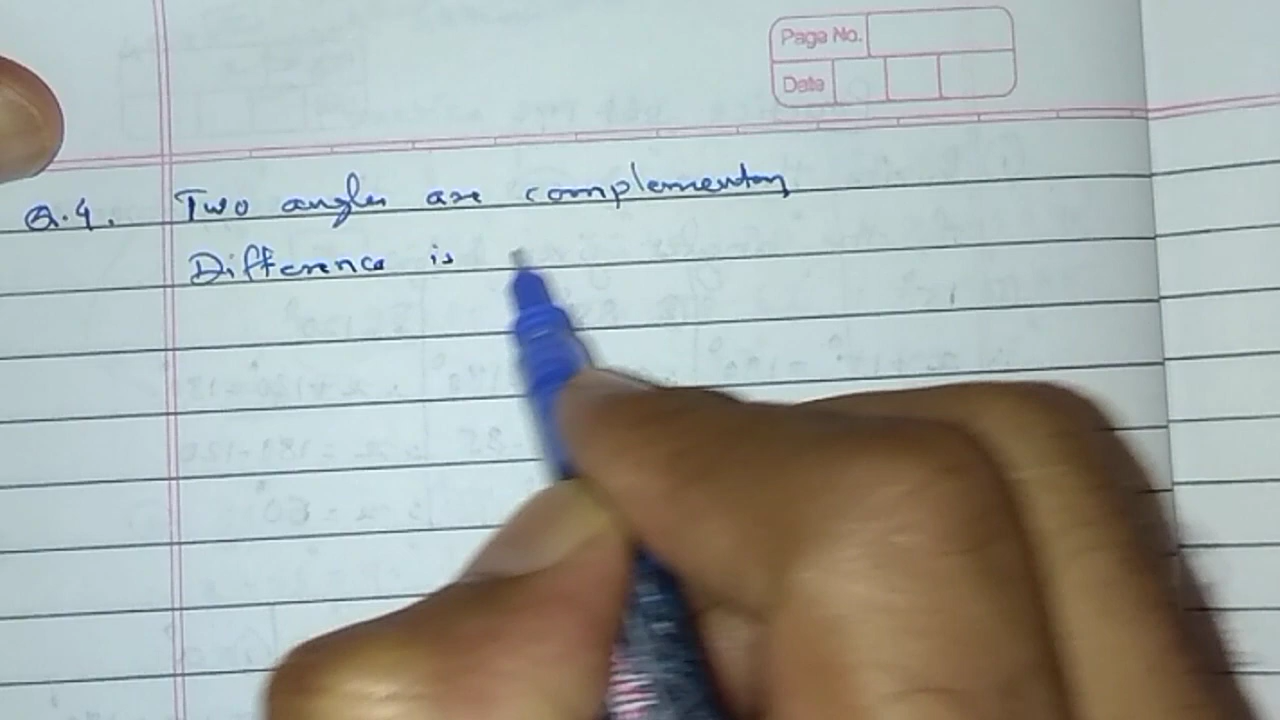 Page No.
Date
Q.4. Two angles are complementary
Difference is